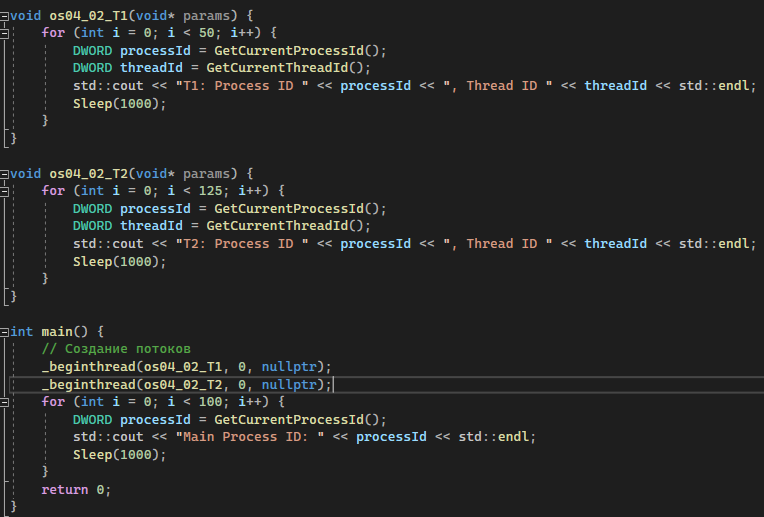 void os04_02_T1(void* params) {
    for (int i = 0; i < 50; i++) {
        DWORD processId = GetCurrentProcessId();
        DWORD threadId = GetCurrentThreadId();
        std::cout << "T1: Process ID " << processId << ", Thread ID " << threadId << std::endl;
        Sleep(1000);
    }
}
void os04_02_T2(void* params) {
    for (int i = 0; i < 125; i++) {
        DWORD processId = GetCurrentProcessId();
        DWORD threadId = GetCurrentThreadId();
        std::cout << "T2: Process ID " << processId << ", Thread ID " << threadId << std::endl;
        Sleep(1000);
    }
}
int main() {
    // Создание потоков
    _beginthread(os04_02_T1, 0, nullptr);
    _beginthread(os04_02_T2, 0, nullptr);
    for (int i = 0; i < 100; i++) {
        DWORD processId = GetCurrentProcessId();
        std::cout << "Main Process ID: " << processId << std::endl;
        Sleep(1000);
    }
    return 0;
}